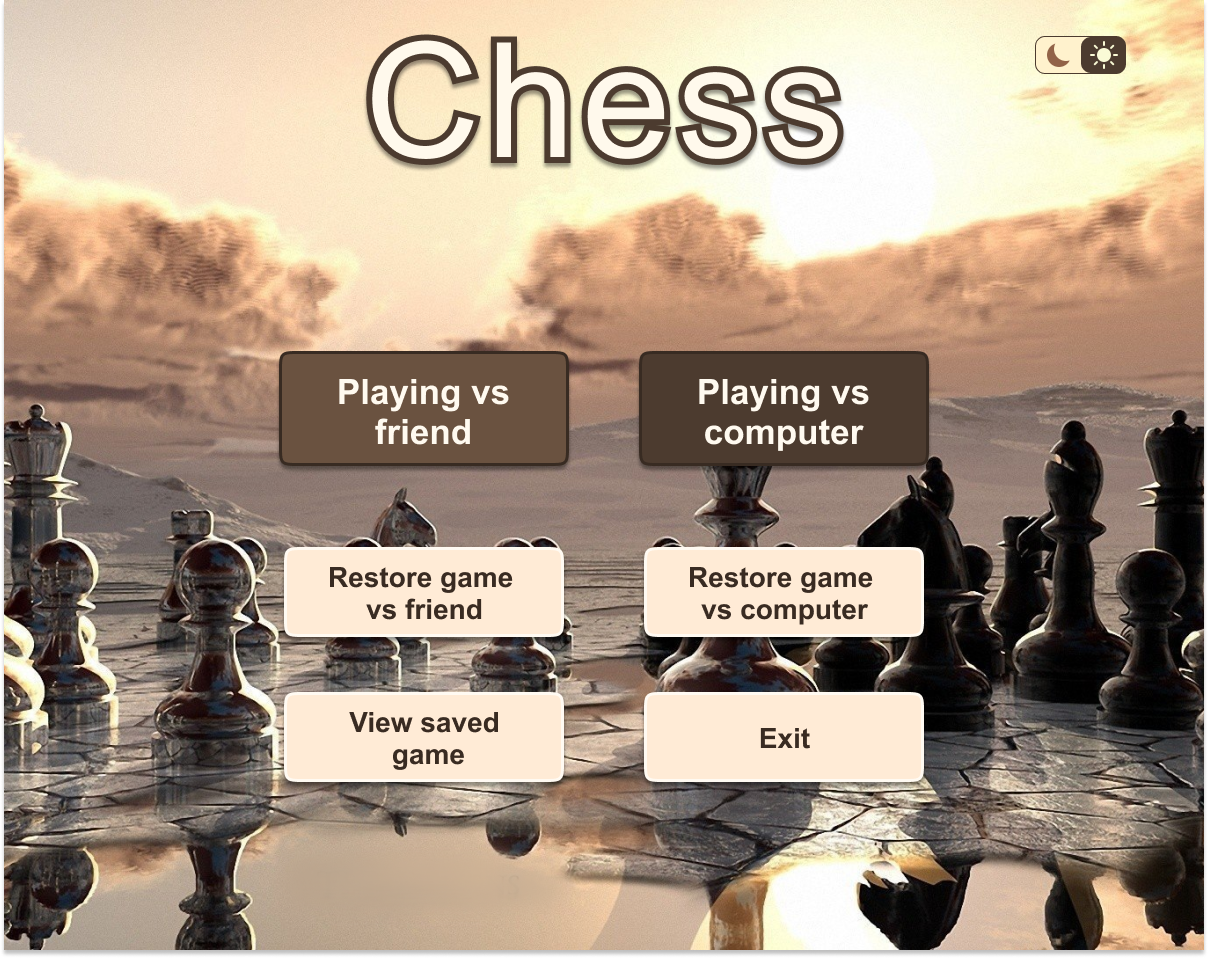 Chess
Playing vs
friend
Playing vs
computer
Restore game
vs friend
Restore game
vs computer
View saved
game
Exit